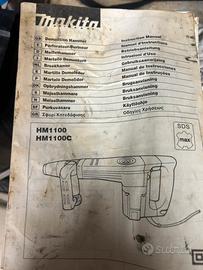 makita
GB Demolition Hammer Instruction Manual
F Perforateur-Burineur Manuel d'instructions
D Meißelhammer Betriebsanleitung
I Martello Demolitore Istruzioni d'uso
NL Breekhamer Gebruiksaanwijzing
E Martillo Demoledor Manual de instrucciones
P Martelo Demolidor Manual de Instruções
DK Opbrydningshammer Brugsanvisning
S Mejselhammare Bruksanvisning
N Meiselhammer Bruksanvisning
SF Purkuvasara Käyttöohje
GR Σφυρί Κατεδάφισης Οδηγίες Χρήσεως
HM1100
HM1100C
SDS
max
subito